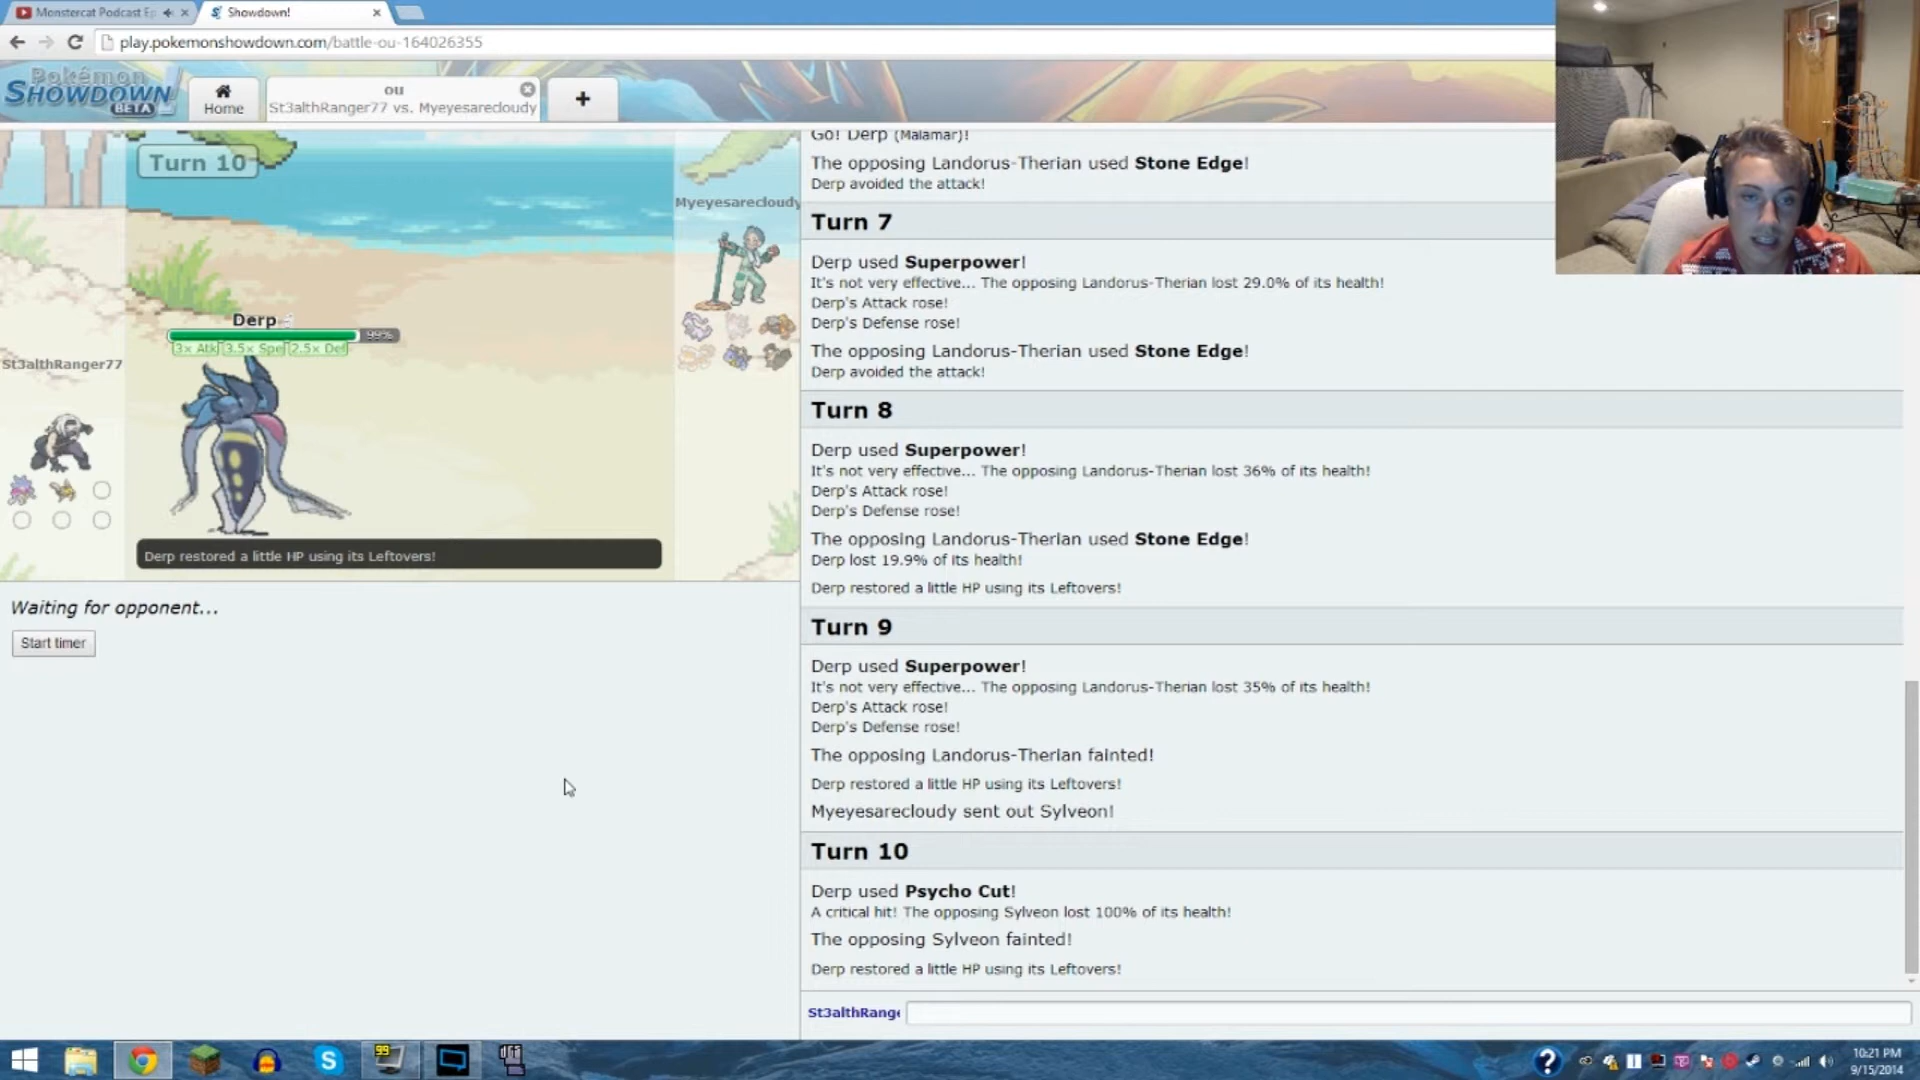 Monstercat Podcast Ep
Showdown!
play.pokemonshowdown.com/battle-ou-164026355
Pokémon
SHOWDOWN
BETA
Home
ou
St3althRanger77 vs. Myeyesarecloudy
+
Turn 10
Myeyesarecloudy
Derp
99%
3x Atk 3.5x Spe 2.5x Def
St3althRanger77
Derp restored a little HP using its Leftovers!
Waiting for opponent...
Start timer
Go! Derp (Malamar)!
The opposing Landorus-Therian used Stone Edge!
Derp avoided the attack!
Turn 7
Derp used Superpower!
It's not very effective... The opposing Landorus-Therian lost 29.0% of its health!
Derp's Attack rose!
Derp's Defense rose!
The opposing Landorus-Therian used Stone Edge!
Derp avoided the attack!
Turn 8
Derp used Superpower!
It's not very effective... The opposing Landorus-Therian lost 36% of its health!
Derp's Attack rose!
Derp's Defense rose!
The opposing Landorus-Therian used Stone Edge!
Derp lost 19.9% of its health!
Derp restored a little HP using its Leftovers!
Turn 9
Derp used Superpower!
It's not very effective... The opposing Landorus-Therian lost 35% of its health!
Derp's Attack rose!
Derp's Defense rose!
The opposing Landorus-Therian fainted!
Derp restored a little HP using its Leftovers!
Myeyesarecloudy sent out Sylveon!
Turn 10
Derp used Psycho Cut!
A critical hit! The opposing Sylveon lost 100% of its health!
The opposing Sylveon fainted!
Derp restored a little HP using its Leftovers!
St3althRange
99
10:21 PM
9/15/2014